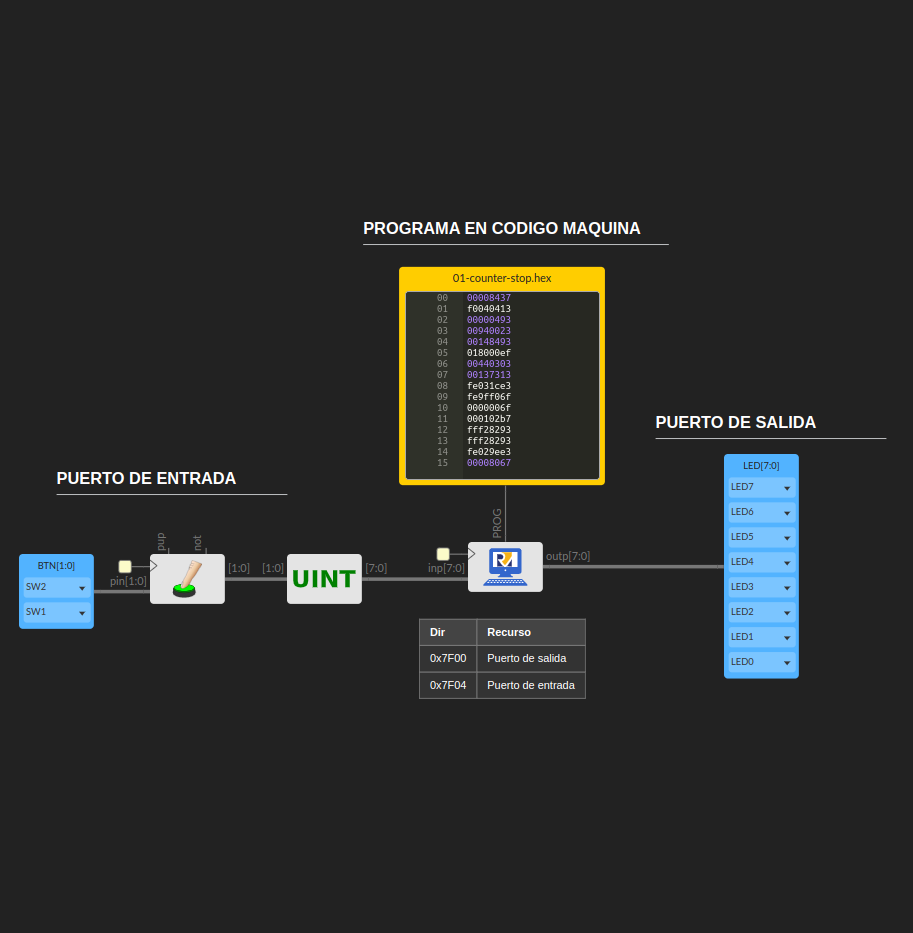 PROGRAMA EN CODIGO MAQUINA
01-counter-stop.hex
00 00008437
01 f0040413
02 00000493
03 00940023
04 00148493
05 018000ef
06 00440303
07 00137313
08 fe031ce3
09 fe9ff06f
10 0000006f
11 000102b7
12 fff28293
13 fff28293
14 fe029ee3
15 00008067
PUERTO DE SALIDA
LED[7:0]
LED7
LED6
LED5
LED4
LED3
LED2
LED1
LED0
PUERTO DE ENTRADA
BTN[1:0]
SW2
SW1
pup
not
pin[1:0]
[1:0]
[1:0]
UINT
[7:0]
PROG
inp[7:0]
outp[7:0]
Dir Recurso
0x7F00 Puerto de salida
0x7F04 Puerto de entrada